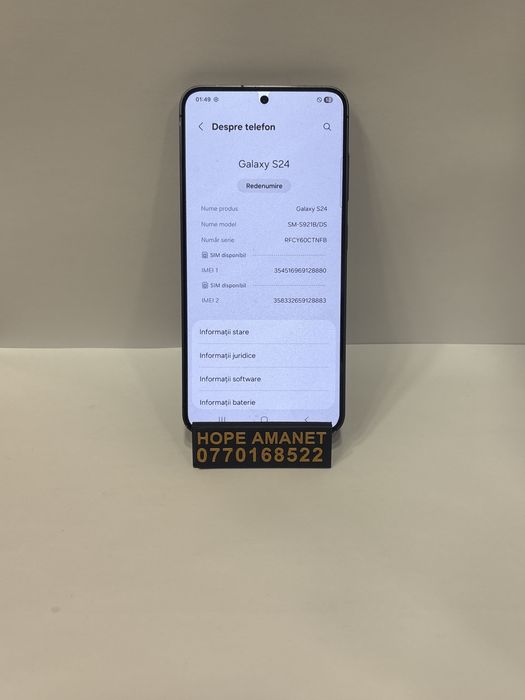 01:49
Despre telefon
Galaxy S24
Redenumire
Nume produs Galaxy S24
Nume model SM-S921B/DS
Număr serie RFCY60CTNFB
SIM disponibil
IMEI 1 354516969128880
SIM disponibil
IMEI 2 358332659128883
Informații stare
Informații juridice
Informații software
Informații baterie
HOPE AMANET
0770168522